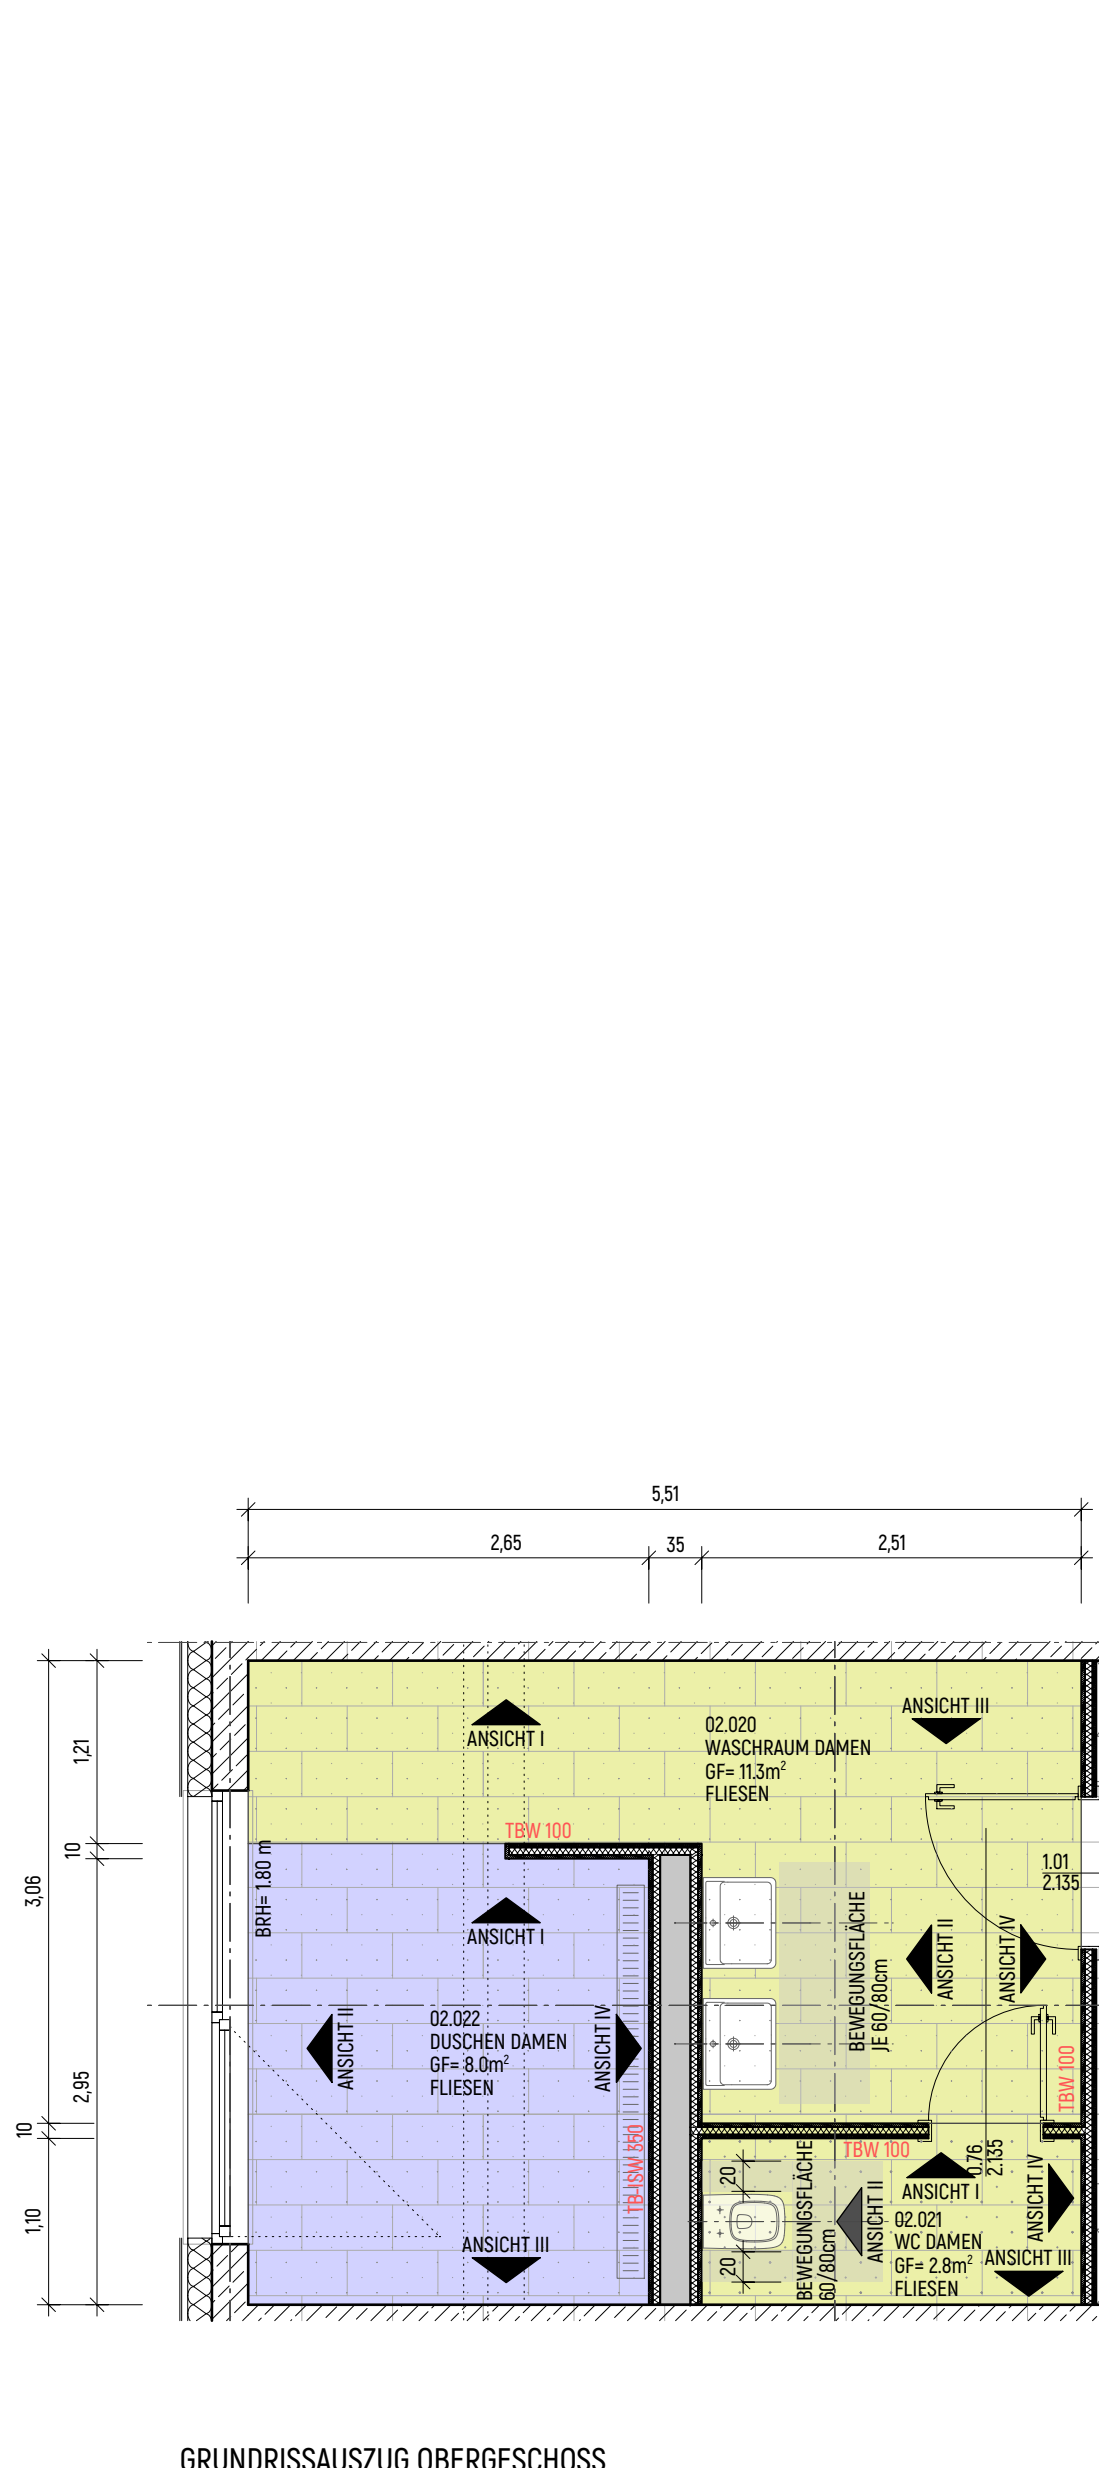 5,51
2,65
35
2,51
1,21
10
3,06
2,95
10
1,10
BRH= 1.80 m
ANSICHT I
02.020
WASCHRAUM DAMEN
GF= 11.3m²
FLIESEN
ANSICHT III
TBW 100
ANSICHT I
1.01
2.135
BEWEGUNGSFLÄCHE
JE 60/80cm
ANSICHT II
ANSICHT IV
ANSICHT II
02.022
DUSCHEN DAMEN
GF= 8.0m²
FLIESEN
ANSICHT IV
TBW 100
TB-ISW 350
TBW 100
0.76
2.135
20
20
BEWEGUNGSFLÄCHE
60/80cm
ANSICHT II
ANSICHT I
02.021
WC DAMEN
GF= 2.8m²
FLIESEN
ANSICHT IV
ANSICHT III
ANSICHT III
GRUNDRISSAUSZUG OBERGESCHOSS